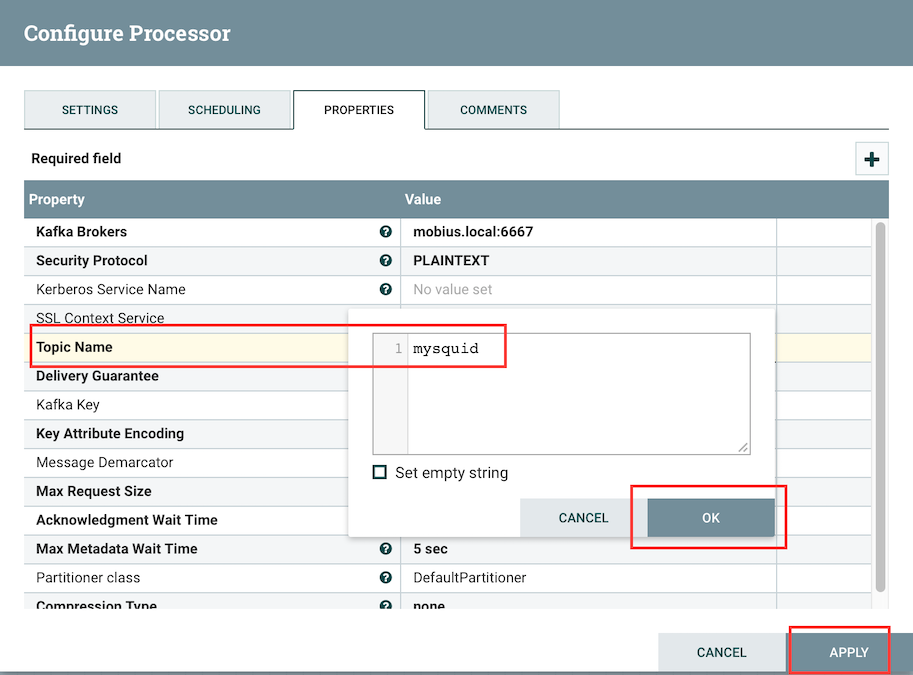 Configure Processor
SETTINGS SCHEDULING PROPERTIES COMMENTS
Required field
Property Value
Kafka Brokers mobius.local:6667
Security Protocol PLAINTEXT
Kerberos Service Name No value set
SSL Context Service
Topic Name 1 mysquid
Delivery Guarantee
Kafka Key
Key Attribute Encoding
Message Demarcator
Set empty string
Max Request Size
Acknowledgment Wait Time CANCEL OK
Max Metadata Wait Time 5 sec
Partitioner class DefaultPartitioner
Compression Type none
CANCEL APPLY